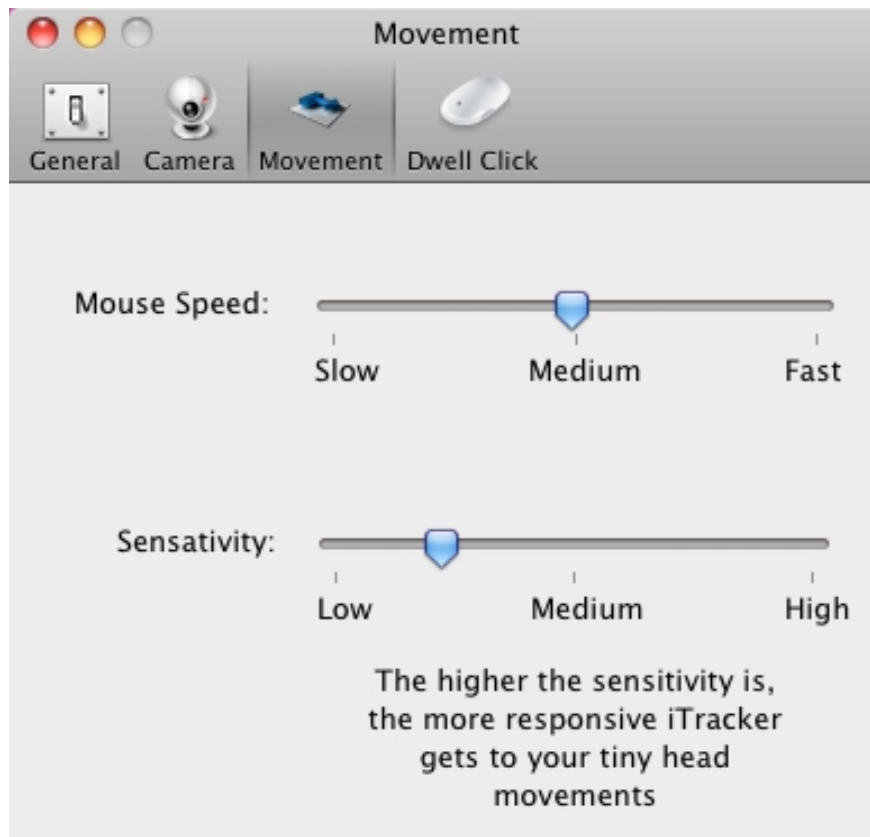 Movement
General Camera Movement Dwell Click
Mouse Speed:
Slow Medium Fast
Sensativity:
Low Medium High
The higher the sensitivity is,
the more responsive iTracker
gets to your tiny head
movements